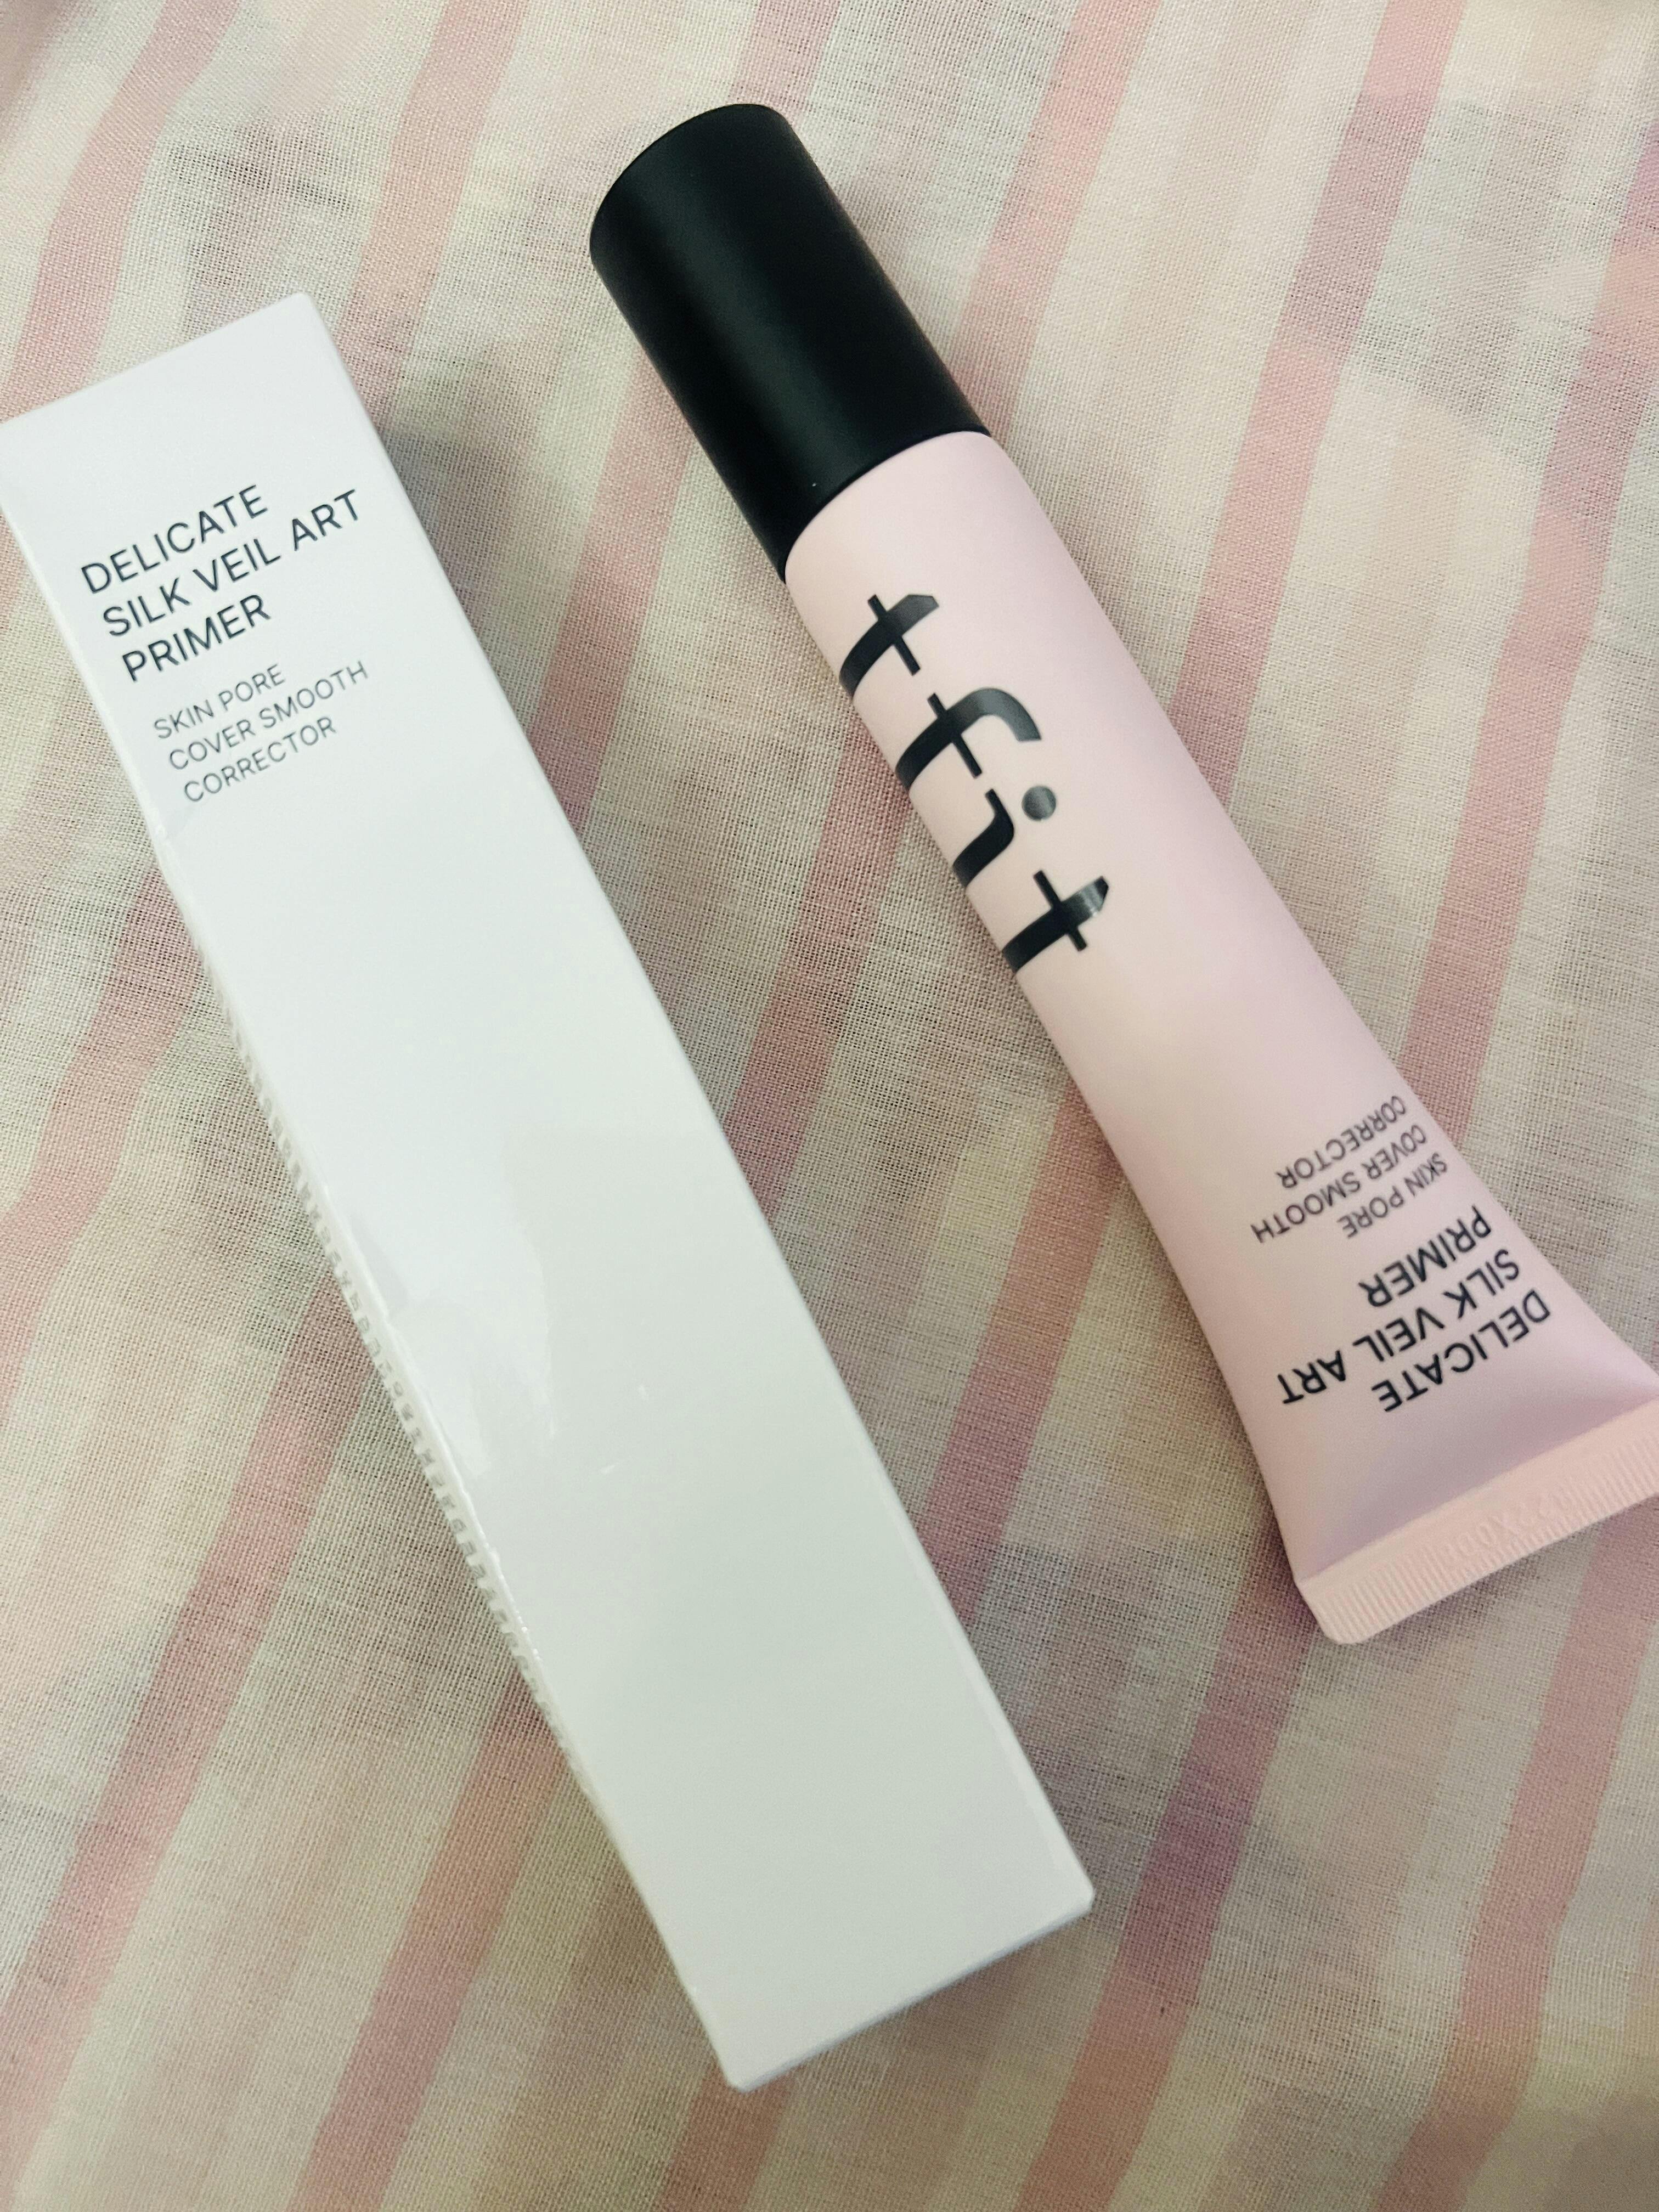 DELICATE
SILK VEIL ART
PRIMER
SKIN PORE
COVER SMOOTH
CORRECTOR
tfit
DELICATE
SILK VEIL ART
PRIMER
SKIN PORE
COVER SMOOTH
CORRECTOR